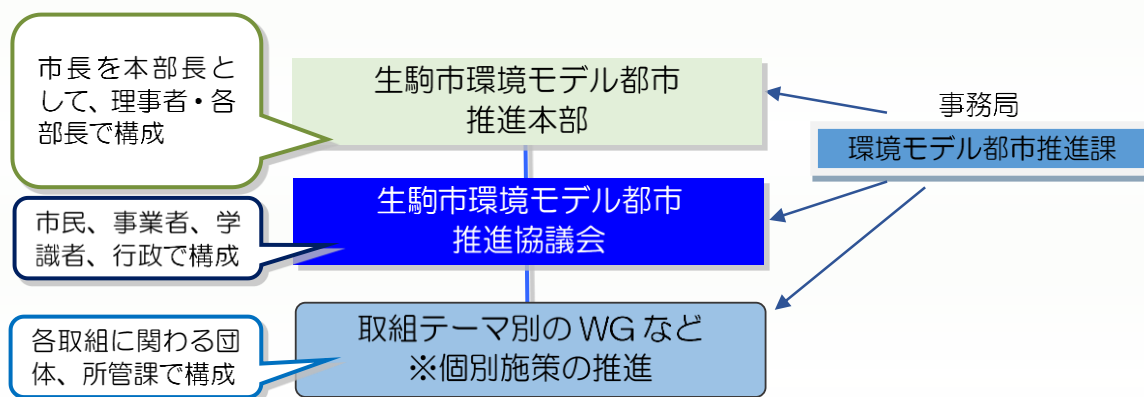 市長を本部長と
して、理事者・各
部長で構成
生駒市環境モデル都市
推進本部
事務局
環境モデル都市推進課
市民、事業者、学
識者、行政で構成
生駒市環境モデル都市
推進協議会
各取組に関わる団
体、所管課で構成
取組テーマ別の WG など
※個別施策の推進